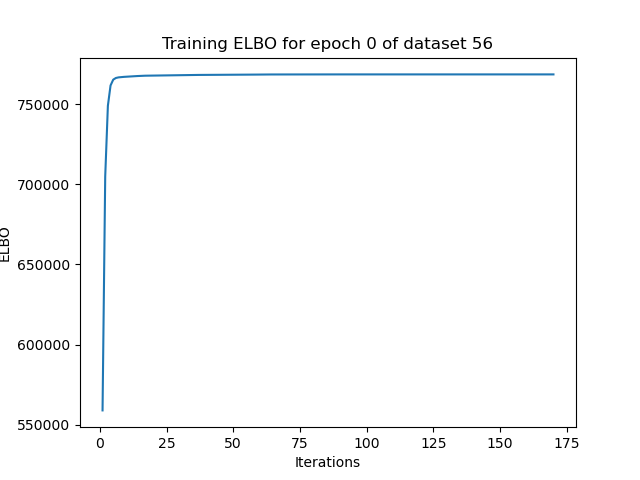 Training ELBO for epoch 0 of dataset 56
750000
700000
650000
600000
550000
ELBO
0 25 50 75 100 125 150 175
Iterations